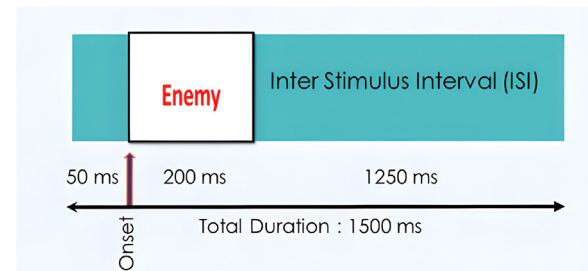 Enemy
Inter Stimulus Interval (ISI)
50 ms
200 ms
1250 ms
Onset
Total Duration : 1500 ms